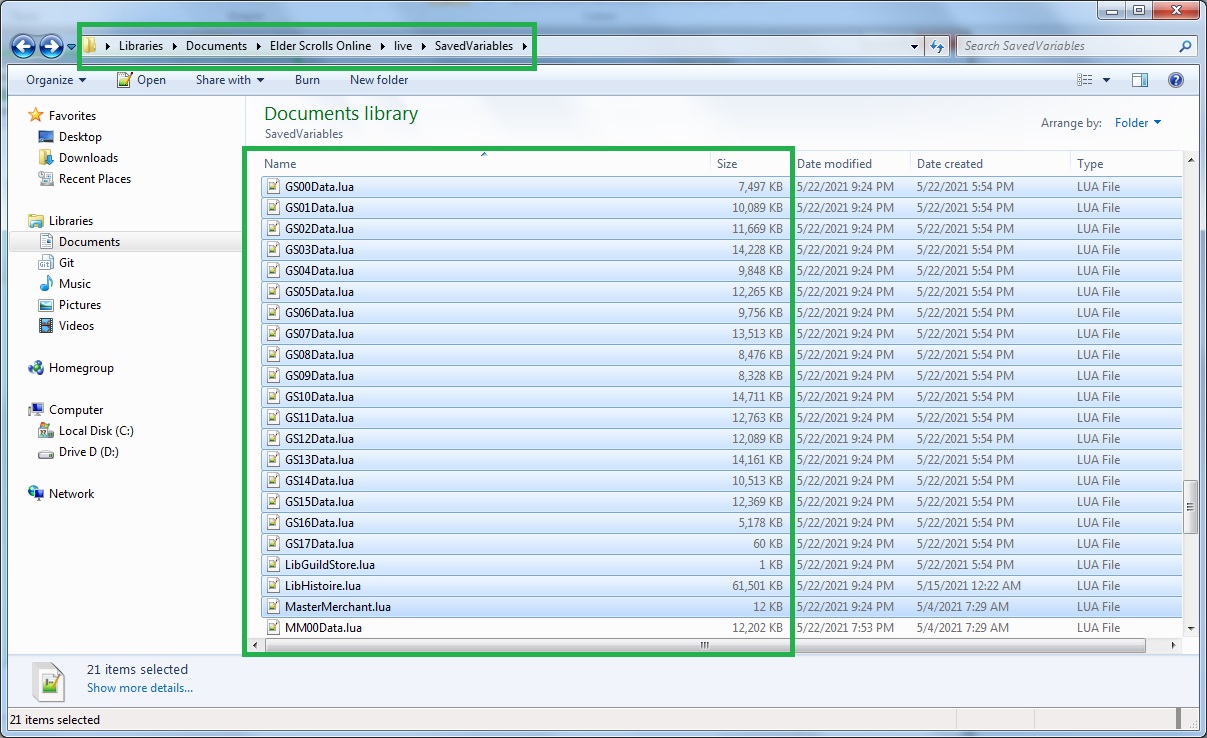 Libraries Documents Elder Scrolls Online live SavedVariables
Search SavedVariables
Organize Open Share with Burn New folder
Favorites
Desktop
Downloads
Recent Places
Libraries
Documents
Git
Music
Pictures
Videos
Homegroup
Computer
Local Disk (C:)
Drive D (D:)
Network
Documents library
SavedVariables
Arrange by: Folder
Name Size Date modified Date created Type
GS00Data.lua 7,497 KB 5/22/2021 9:24 PM 5/22/2021 5:54 PM LUA File
GS01Data.lua 10,089 KB 5/22/2021 9:24 PM 5/22/2021 5:54 PM LUA File
GS02Data.lua 11,669 KB 5/22/2021 9:24 PM 5/22/2021 5:54 PM LUA File
GS03Data.lua 14,228 KB 5/22/2021 9:24 PM 5/22/2021 5:54 PM LUA File
GS04Data.lua 9,848 KB 5/22/2021 9:24 PM 5/22/2021 5:54 PM LUA File
GS05Data.lua 12,265 KB 5/22/2021 9:24 PM 5/22/2021 5:54 PM LUA File
GS06Data.lua 9,756 KB 5/22/2021 9:24 PM 5/22/2021 5:54 PM LUA File
GS07Data.lua 13,513 KB 5/22/2021 9:24 PM 5/22/2021 5:54 PM LUA File
GS08Data.lua 8,476 KB 5/22/2021 9:24 PM 5/22/2021 5:54 PM LUA File
GS09Data.lua 8,328 KB 5/22/2021 9:24 PM 5/22/2021 5:54 PM LUA File
GS10Data.lua 14,711 KB 5/22/2021 9:24 PM 5/22/2021 5:54 PM LUA File
GS11Data.lua 12,763 KB 5/22/2021 9:24 PM 5/22/2021 5:54 PM LUA File
GS12Data.lua 12,089 KB 5/22/2021 9:24 PM 5/22/2021 5:54 PM LUA File
GS13Data.lua 14,161 KB 5/22/2021 9:24 PM 5/22/2021 5:54 PM LUA File
GS14Data.lua 10,513 KB 5/22/2021 9:24 PM 5/22/2021 5:54 PM LUA File
GS15Data.lua 12,369 KB 5/22/2021 9:24 PM 5/22/2021 5:54 PM LUA File
GS16Data.lua 5,178 KB 5/22/2021 9:24 PM 5/22/2021 5:54 PM LUA File
GS17Data.lua 60 KB 5/22/2021 9:24 PM 5/22/2021 5:54 PM LUA File
LibGuildStore.lua 1 KB 5/22/2021 9:24 PM 5/22/2021 5:54 PM LUA File
LibHistoire.lua 61,501 KB 5/22/2021 9:24 PM 5/15/2021 12:22 AM LUA File
MasterMerchant.lua 12 KB 5/22/2021 9:24 PM 5/4/2021 7:29 AM LUA File
MM00Data.lua 12,202 KB 5/22/2021 7:53 PM 5/4/2021 7:29 AM LUA File
21 items selected
Show more details...
21 items selected